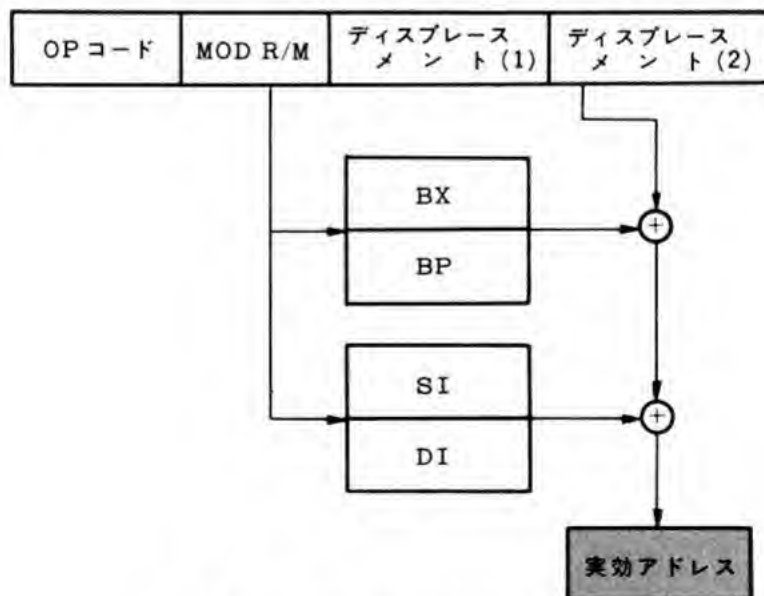 OPコード
MOD R/M
ディスプレース
メント(1)
ディスプレース
メント(2)
BX
BP
SI
DI
実効アドレス